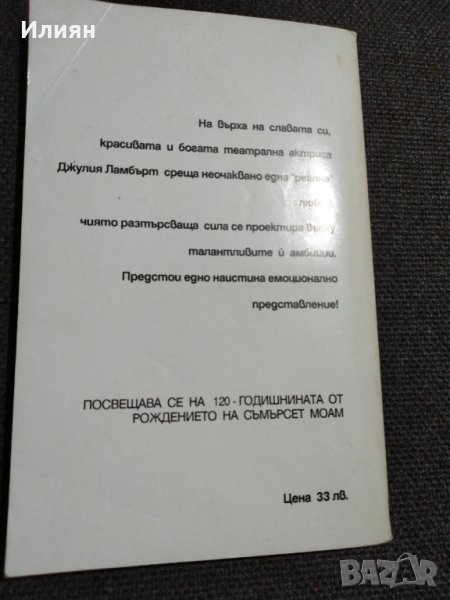 Илиян
На върха на славата си,
красивата и богата театрална актриса
Джулия Ламбърт среща неочаквано една "реална"
чиято разтърсваща сила се проектира върху
талантливите й амбиции.
Предстои едно наистина емоционално
представление!
ПОСВЕЩАВА СЕ НА 120 - ГОДИШНИНАТА ОТ
РОЖДЕНИЕТО НА СЪМЪРСЕТ МОАМ
Цена 33 лв.
BAZAR